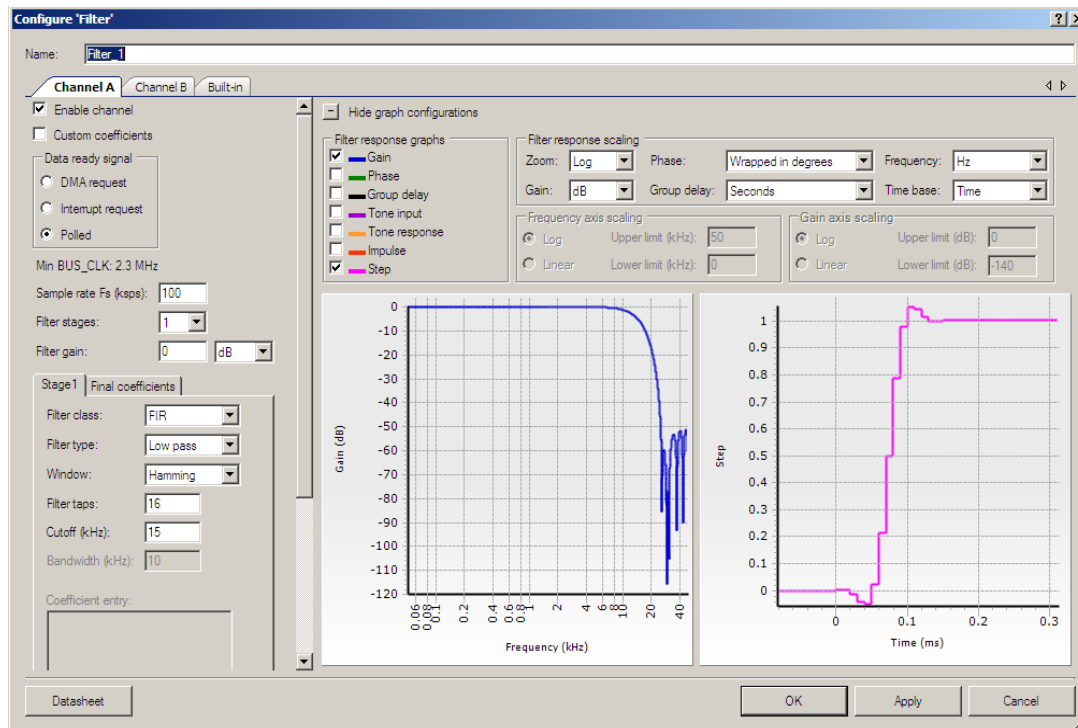 Configure 'Filter'
Name: Filter_1
Channel A Channel B Built-in
Enable channel
Custom coefficients
Data ready signal
DMA request
Interrupt request
Polled
Min BUS_CLK: 2.3 MHz
Sample rate Fs (ksps): 100
Filter stages: 1
Filter gain: 0 dB
Stage1 Final coefficients
Filter class: FIR
Filter type: Low pass
Window: Hamming
Filter taps: 16
Cutoff (kHz): 15
Bandwidth (kHz): 10
Coefficient entry:
Hide graph configurations
Filter response graphs
Gain
Phase
Group delay
Tone input
Tone response
Impulse
Step
Filter response scaling
Zoom: Log Phase: Wrapped in degrees Frequency: Hz
Gain: dB Group delay: Seconds Time base: Time
Frequency axis scaling
Log Upper limit (kHz): 50
Linear Lower limit (kHz): 0
Gain axis scaling
Log Upper limit (dB): 0
Linear Lower limit (dB): -140
Gain (dB)
0
-10
-20
-30
-40
-50
-60
-70
-80
-90
-100
-110
-120
0.06 0.08 0.1 0.2 0.4 0.6 0.8 1 2 4 6 8 10 20 40
Frequency (kHz)
Step
1
0.9
0.8
0.7
0.6
0.5
0.4
0.3
0.2
0.1
0
0 0.1 0.2 0.3
Time (ms)
Datasheet OK Apply Cancel